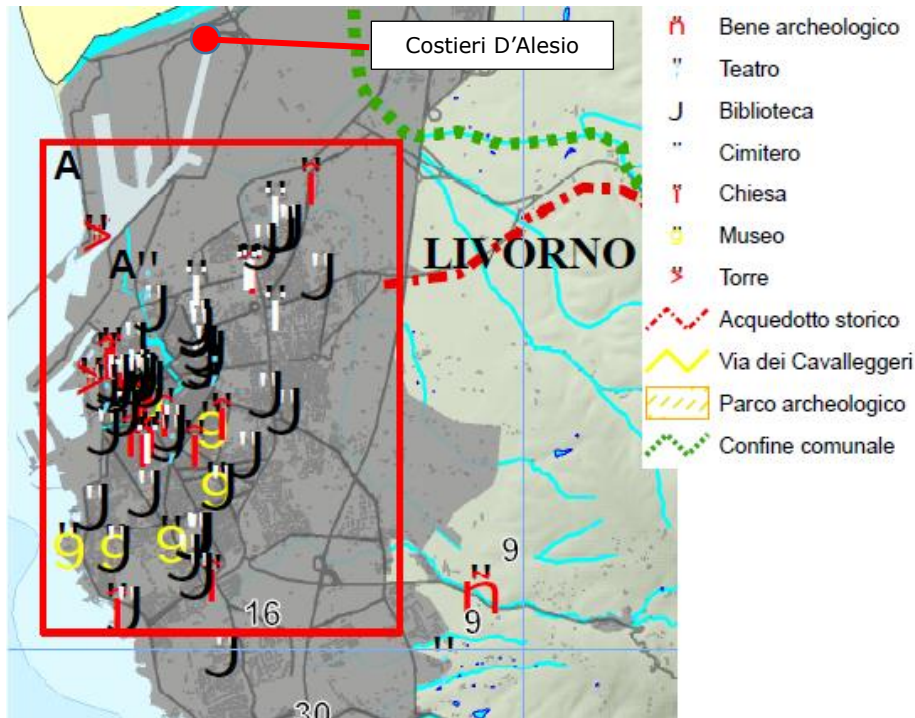 Costieri D'Alesio
A
A
LIVORNO
9
16
9
30
Bene archeologico
Teatro
Biblioteca
Cimitero
Chiesa
Museo
Torre
Acquedotto storico
Via dei Cavalleggeri
Parco archeologico
Confine comunale